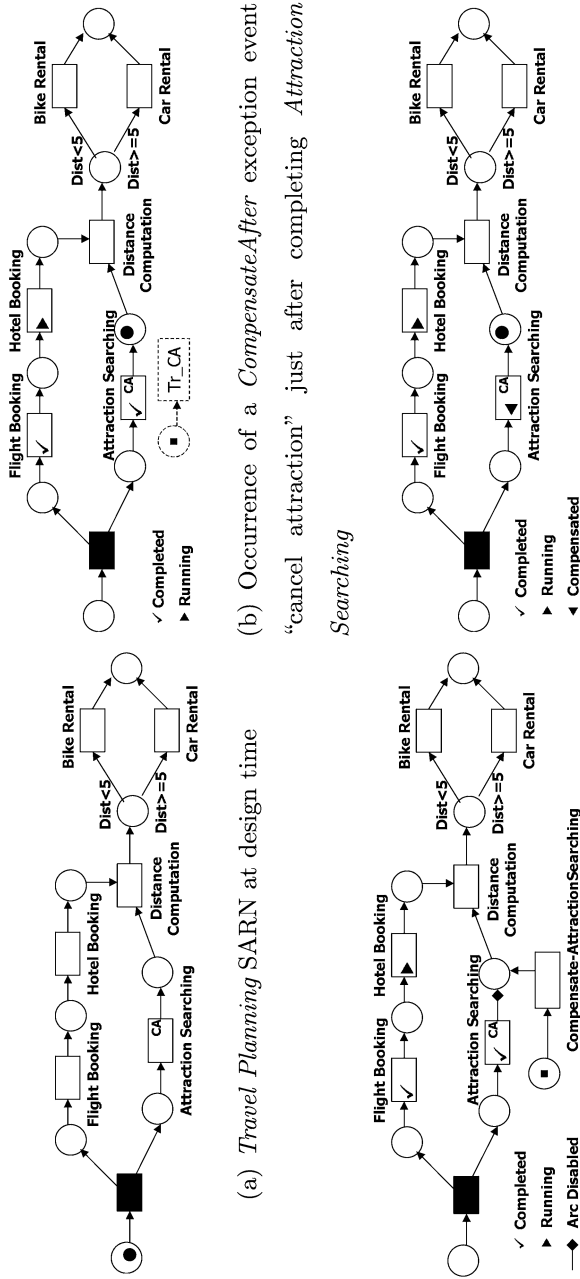 Flight Booking
Hotel Booking
Attraction Searching
CA
Distance
Computation
Dist<5
Dist>=5
Bike Rental
Car Rental
(a) Travel Planning SARN at design time
Flight Booking
Hotel Booking
Attraction Searching
CA
Tr_CA
Distance
Computation
Dist<5
Dist>=5
Bike Rental
Car Rental
Completed
Running
(b) Occurrence of a CompensateAfter exception event
“cancel attraction” just after completing Attraction
Searching
Flight Booking
Hotel Booking
Attraction Searching
CA
Distance
Computation
Dist<5
Dist>=5
Bike Rental
Car Rental
Compensate-AttractionSearching
Completed
Running
Arc Disabled
Flight Booking
Hotel Booking
CA
Attraction Searching
Distance
Computation
Dist<5
Dist>=5
Bike Rental
Car Rental
Completed
Running
Compensated